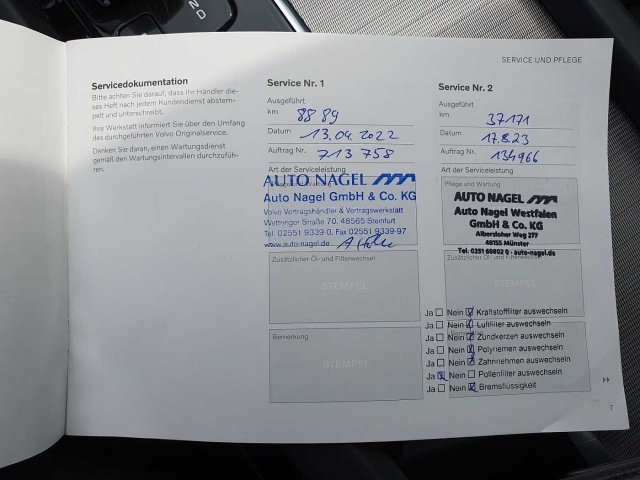 N D
SERVICE UND PFLEGE
Servicedokumentation
Bitte achten Sie darauf, dass Ihr Händler die-
ses Heft nach jedem Kundendienst abstem-
pelt und unterschreibt.
Ihre Werkstatt informiert Sie über den Umfang
des durchgeführten Volvo Originalservice.
Denken Sie daran, einen Wartungsdienst
gemäß den Wartungsintervallen durchzufüh-
ren.
Service Nr. 1
Ausgeführt
km 8889
Datum 13.04.2022
Auftrag Nr. 713758
Art der Serviceleistung
AUTO NAGEL
Auto Nagel GmbH & Co. KG
Volvo Vertragshändler & Vertragswerkstatt
Wettringer Straße 70, 48565 Steinfurt
Tel. 02551 9339-0, Fax 02551 9339-97
www.auto-nagel.de
Zusätzlicher Öl- und Filterwechsel
STEMPEL
Bemerkung
STEMPEL
Service Nr. 2
Ausgeführt
km 37171
Datum 17.8.23
Auftrag Nr. 134966
Art der Serviceleistung
Pflege und Wartung
AUTO NAGEL
Auto Nagel Westfalen
GmbH & Co. KG
Albersloher Weg 277
48155 Münster
Tel. 0251 60902 0 · auto-nagel.de
Zusätzlicher Öl- und Filterwechsel
STEMPEL
Ja Nein Kraftstofffilter auswechseln
Ja Nein Luftfilter auswechseln
Ja Nein Zündkerzen auswechseln
Ja Nein Polyriemen auswechseln
Ja Nein Zahnriemen auswechseln
Ja Nein Pollenfilter auswechseln
Ja Nein Bremsflüssigkeit
7